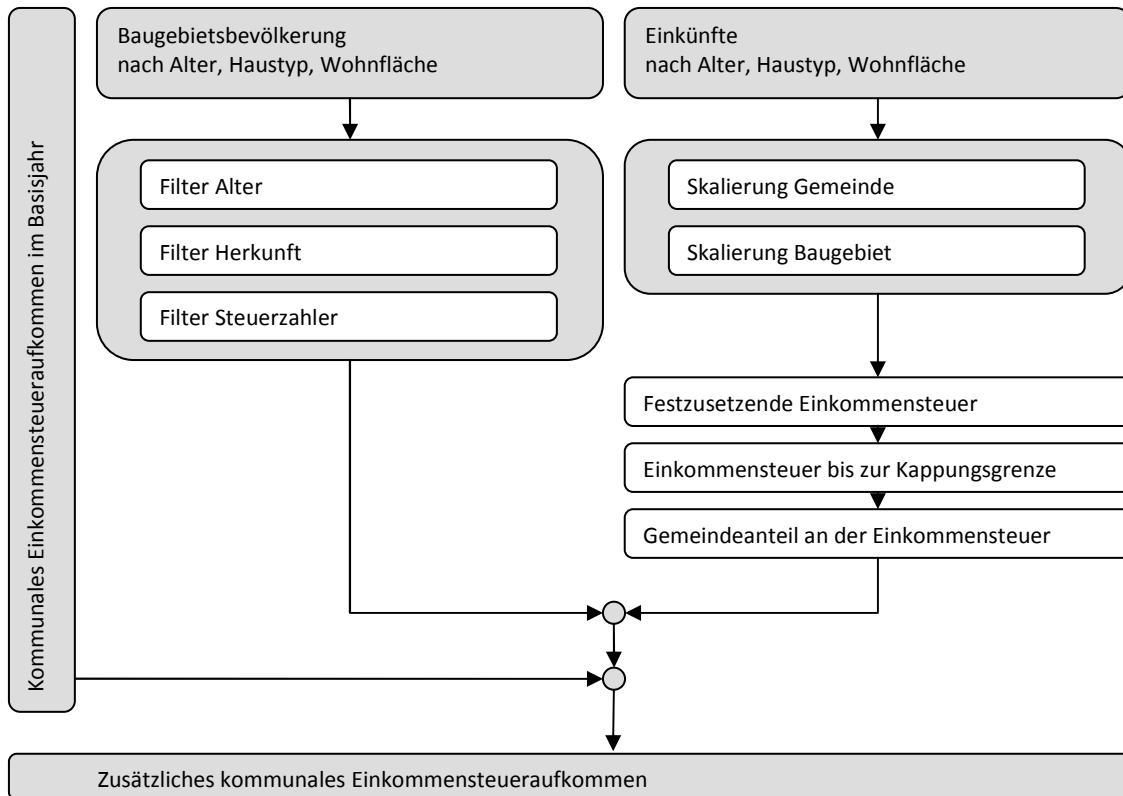 Kommunales Einkommensteueraufkommen im Basisjahr
Baugebietsbevölkerung
nach Alter, Haustyp, Wohnfläche
Filter Alter
Filter Herkunft
Filter Steuerzahler
Einkünfte
nach Alter, Haustyp, Wohnfläche
Skalierung Gemeinde
Skalierung Baugebiet
Festzusetzende Einkommensteuer
Einkommensteuer bis zur Kappungsgrenze
Gemeindeanteil an der Einkommensteuer
Zusätzliches kommunales Einkommensteueraufkommen